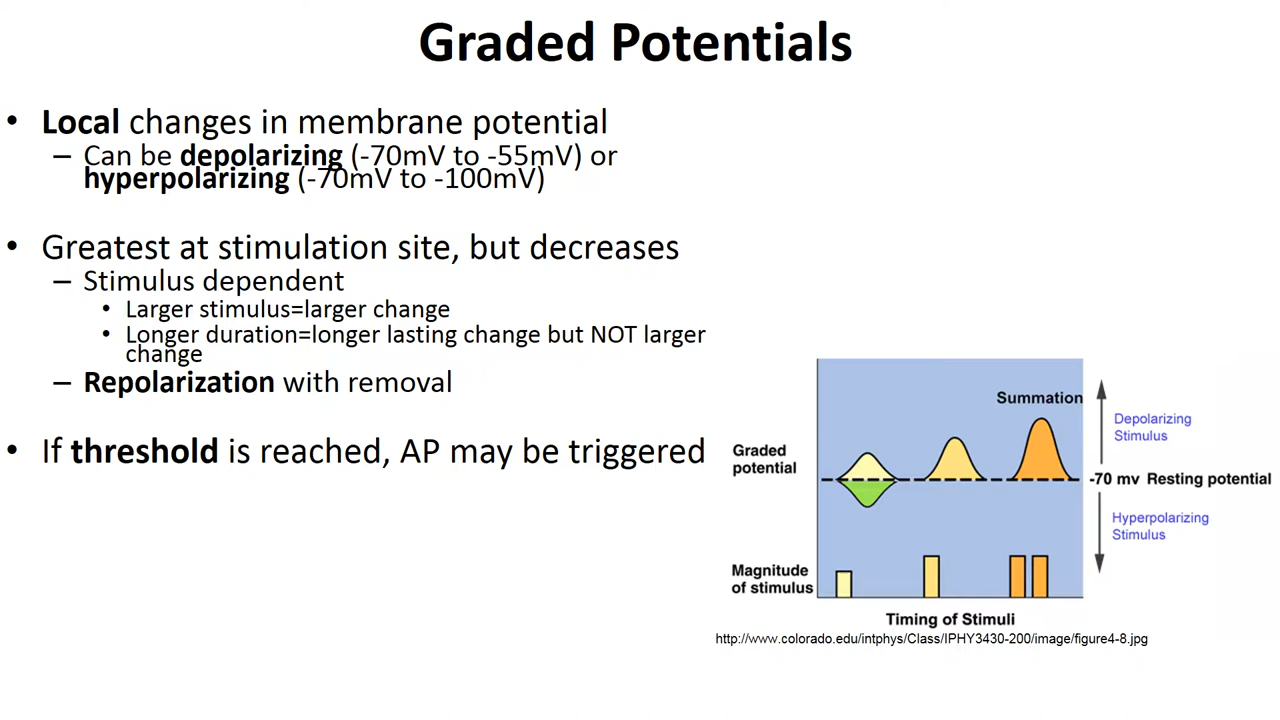 Graded Potentials
• Local changes in membrane potential
– Can be depolarizing (-70mV to -55mV) or
hyperpolarizing (-70mV to -100mV)
• Greatest at stimulation site, but decreases
– Stimulus dependent
• Larger stimulus=larger change
• Longer duration=longer lasting change but NOT larger
change
– Repolarization with removal
• If threshold is reached, AP may be triggered
Summation
Graded
potential
Depolarizing
Stimulus
-70 mv Resting potential
Hyperpolarizing
Stimulus
Magnitude
of stimulus
Timing of Stimuli
http://www.colorado.edu/intphys/Class/IPHY3430-200/image/figure4-8.jpg